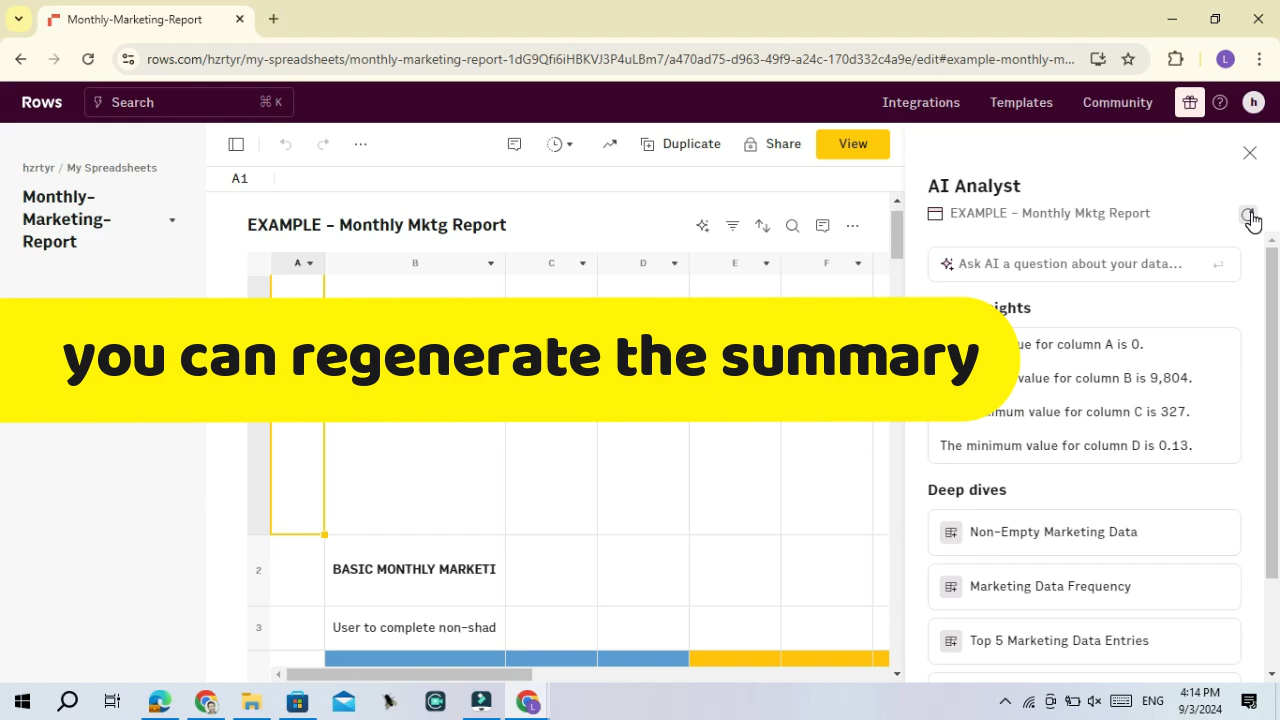 Monthly-Marketing-Report
rows.com/hzrtyr/my-spreadsheets/monthly-marketing-report-1dG9Qfi6iHBKVJ3P4uLBm7/a470ad75-d963-49f9-a24c-170d332c4a9e/edit#example-monthly-m...
L
Rows
Search
⌘ K
Integrations
Templates
Community
h
hzrtyr / My Spreadsheets
Monthly-
Marketing-
Report
Duplicate
Share
View
A1
EXAMPLE - Monthly Mktg Report
A
B
C
D
E
F
2
BASIC MONTHLY MARKETI
3
User to complete non-shad
you can regenerate the summary
AI Analyst
EXAMPLE - Monthly Mktg Report
Ask AI a question about your data...
ights
ue for column A is 0.
value for column B is 9,804.
imum value for column C is 327.
The minimum value for column D is 0.13.
Deep dives
Non-Empty Marketing Data
Marketing Data Frequency
Top 5 Marketing Data Entries
ENG
4:14 PM
9/3/2024